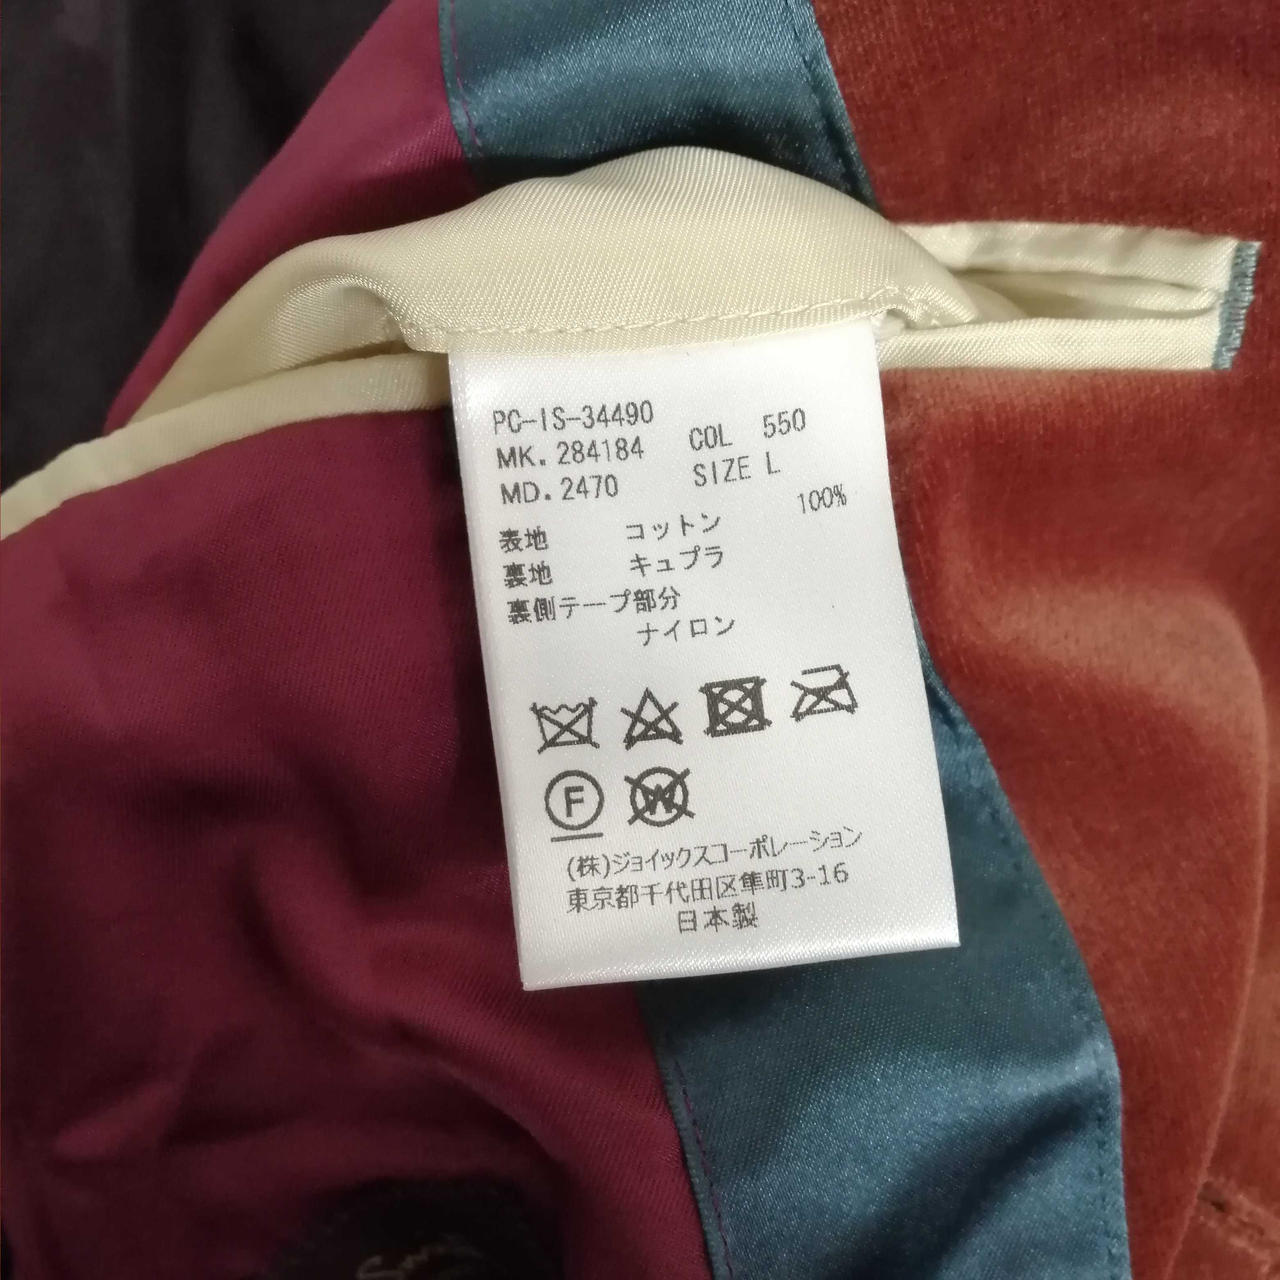 PC-IS-34490
MK. 284184 COL 550
MD. 2470 SIZE L
表地 コットン 100%
裏地 キュプラ
裏側テープ部分
ナイロン
F
W
(株)ジョイックスコーポレーション
東京都千代田区隼町3-16
日本製